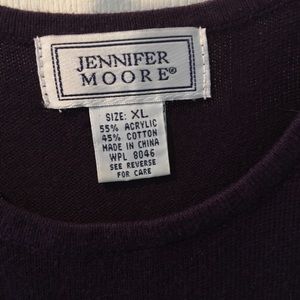 JENNIFER
MOORE®
SIZE: XL
55% ACRYLIC
45% COTTON
MADE IN CHINA
WPL 8046
SEE REVERSE
FOR CARE